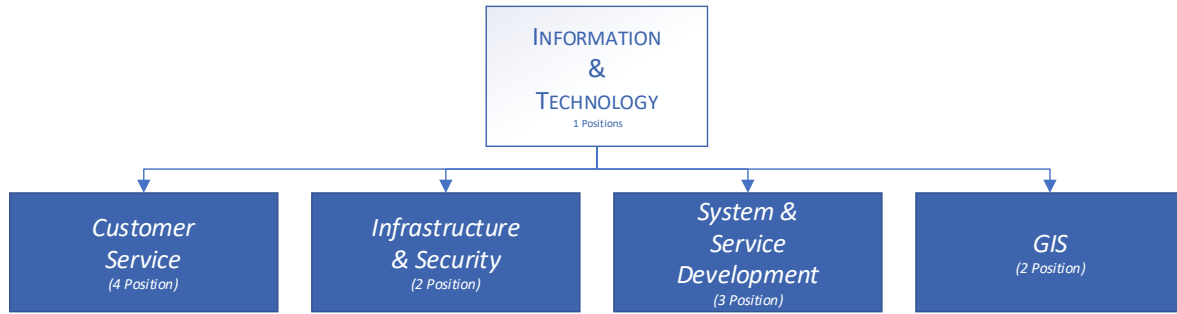 INFORMATION
&
TECHNOLOGY
1 Positions
Customer
Service
(4 Position)
Infrastructure
& Security
(2 Position)
System &
Service
Development
(3 Position)
GIS
(2 Position)